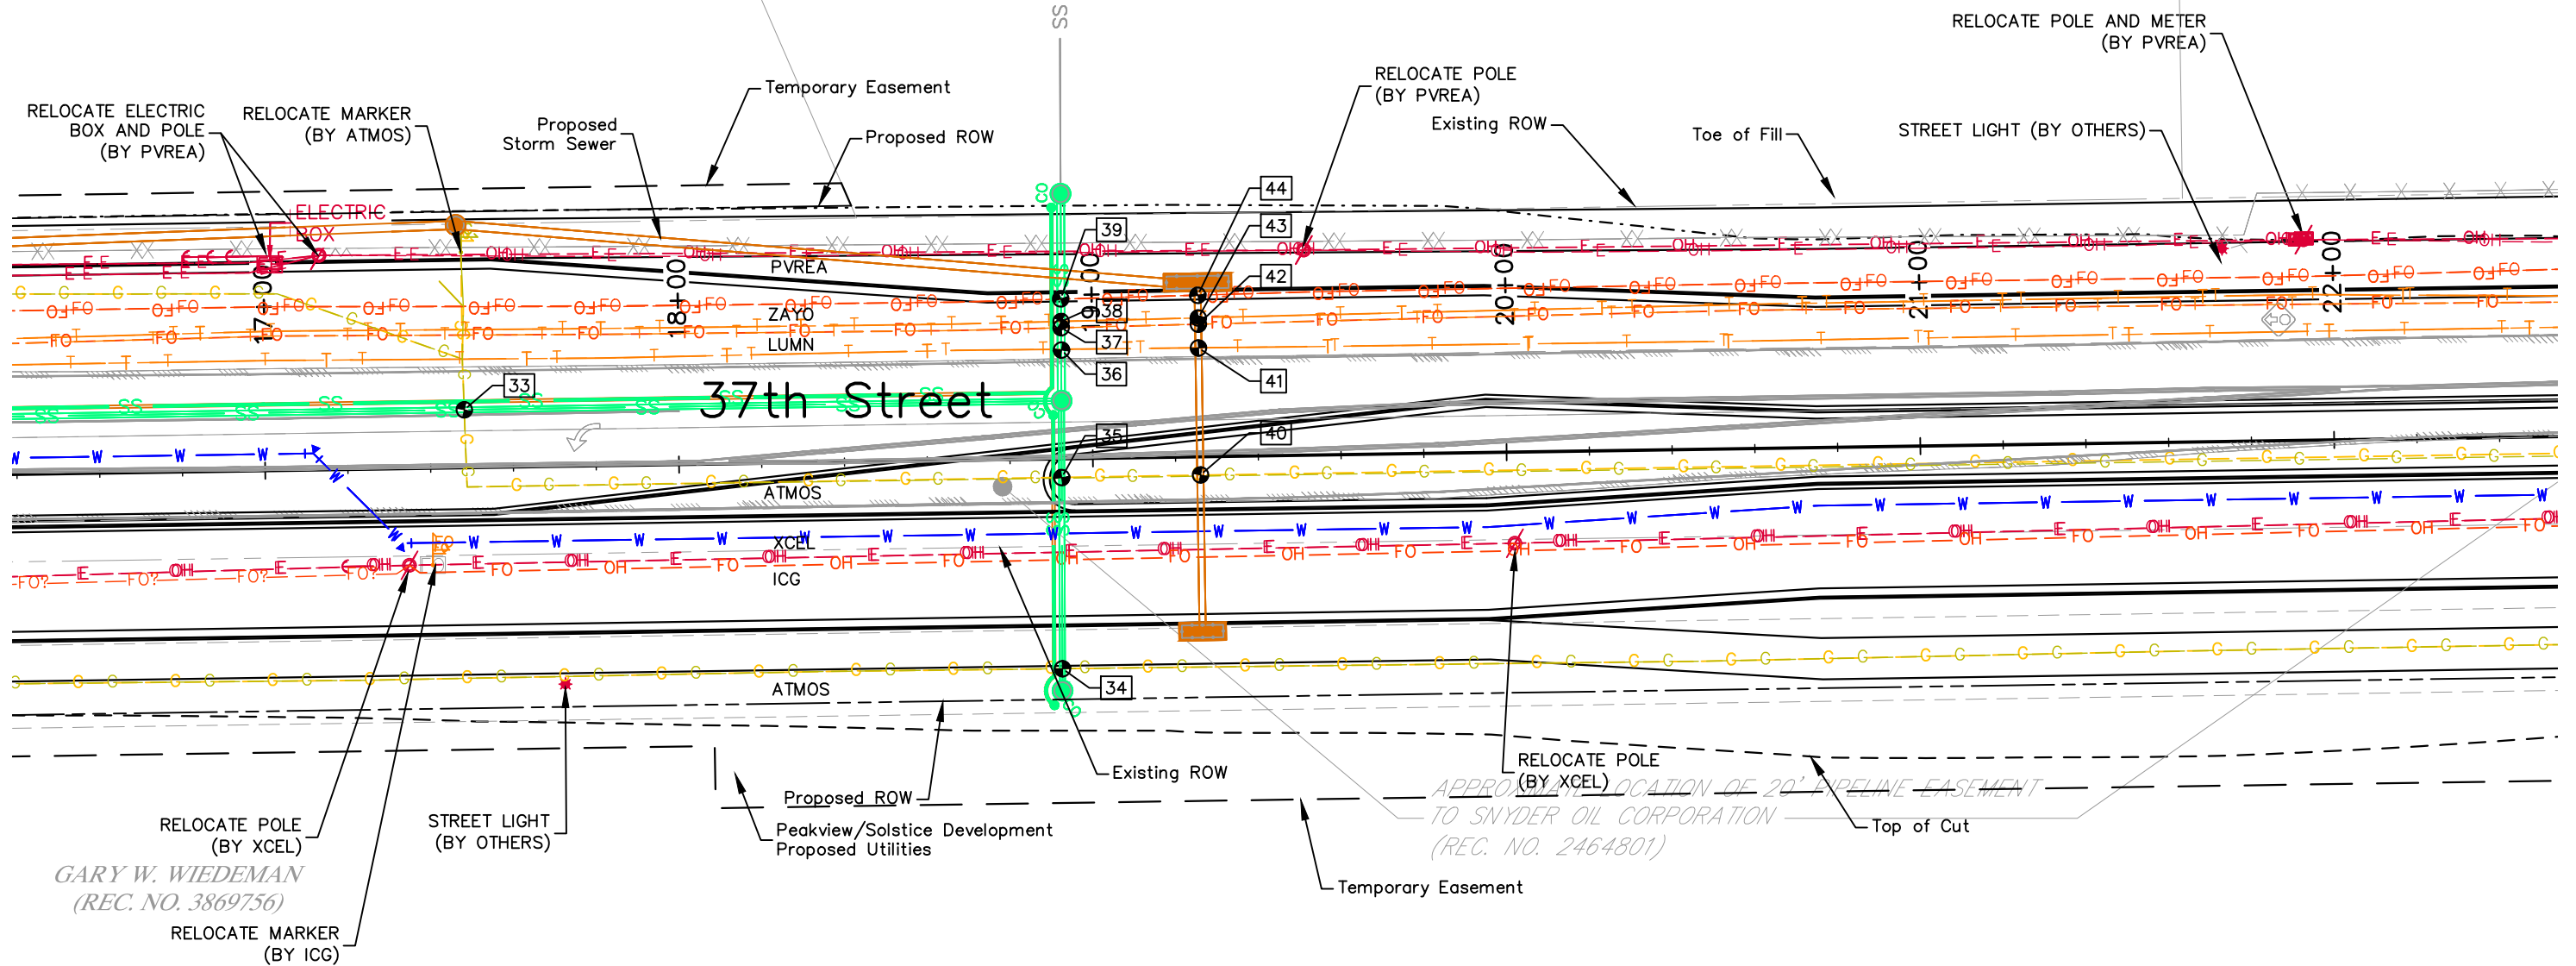 SS
RELOCATE POLE AND METER
(BY PVREA)
RELOCATE POLE
(BY PVREA)
Temporary Easement
RELOCATE ELECTRIC
BOX AND POLE
(BY PVREA)
RELOCATE MARKER
(BY ATMOS)
Proposed
Storm Sewer
Proposed ROW
Existing ROW
Toe of Fill
STREET LIGHT (BY OTHERS)
CO
44
43
42
41
40
39
38
37
36
35
34
33
ELECTRIC
BOX
17+00
18+00
19+00
20+00
21+00
22+00
PVREA
ZAYO
LUMN
37th Street
ATMOS
XCEL
ICG
ATMOS
Existing ROW
Proposed ROW
Peakview/Solstice Development
Proposed Utilities
RELOCATE POLE
(BY XCEL)
APPROXIMATE LOCATION OF 20' PIPELINE EASEMENT
TO SNYDER OIL CORPORATION
(REC. NO. 2464801)
Top of Cut
Temporary Easement
RELOCATE POLE
(BY XCEL)
STREET LIGHT
(BY OTHERS)
GARY W. WIEDEMAN
(REC. NO. 3869756)
RELOCATE MARKER
(BY ICG)